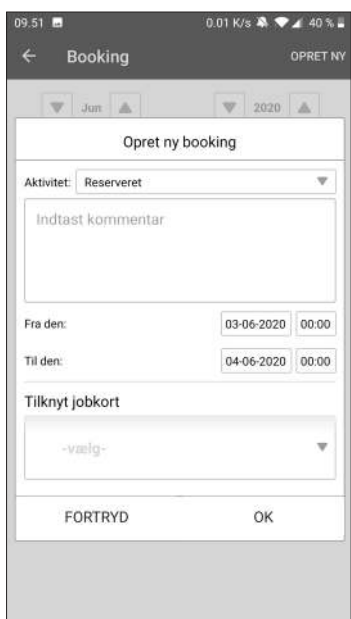 09.51 0.01 K/s 40 %
Booking OPRET NY
Jun 2020
Opret ny booking
Aktivitet: Reserveret
Indtast kommentar
Fra den: 03-06-2020 00:00
Til den: 04-06-2020 00:00
Tilknyt jobkort
-vælg-
FORTRYD OK